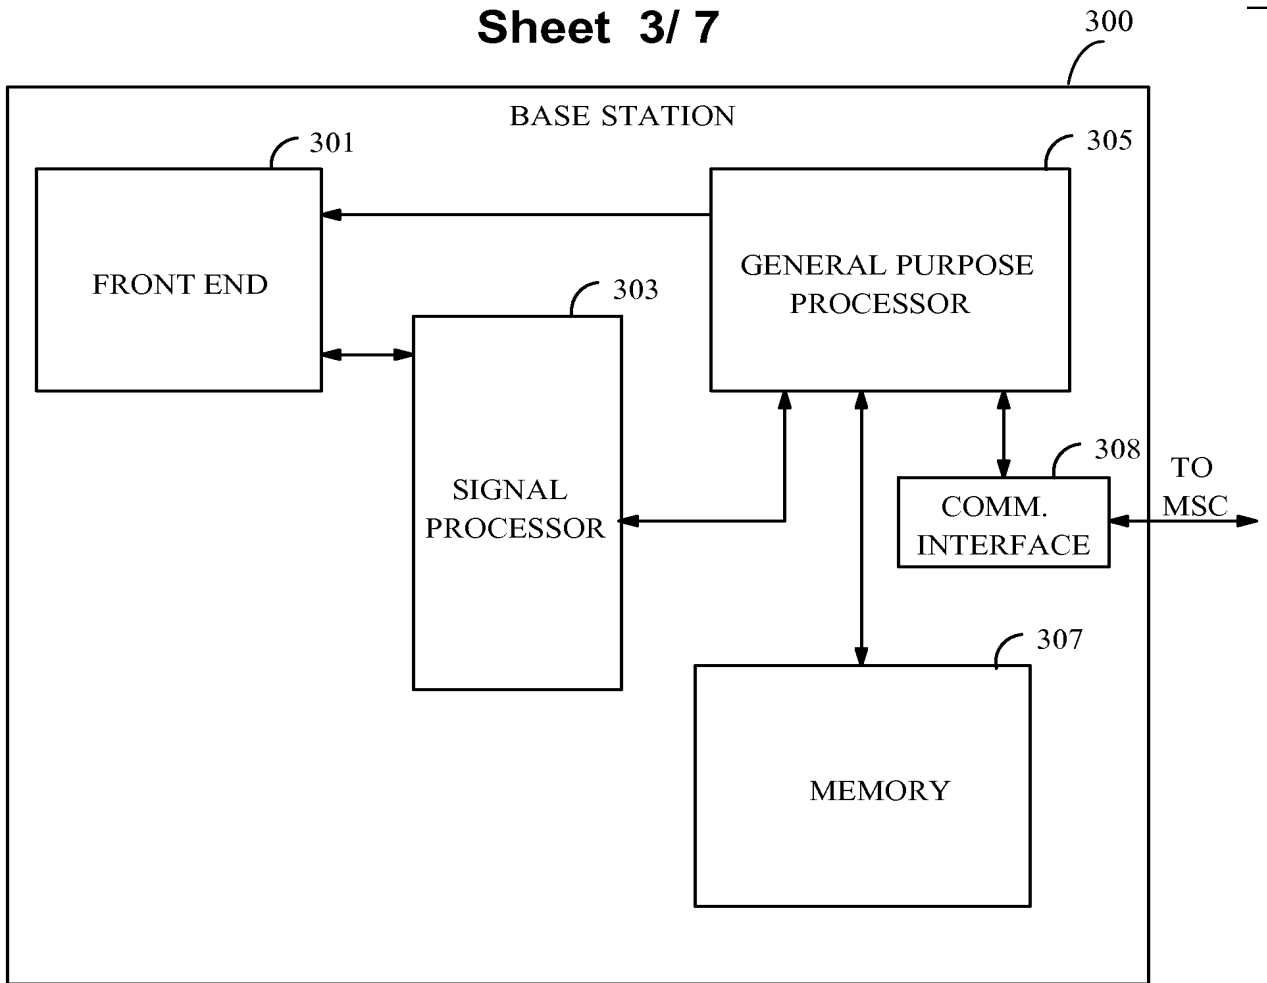 Sheet 3/ 7
300
BASE STATION
301
305
FRONT END
GENERAL PURPOSE
PROCESSOR
303
308
TO
MSC
SIGNAL
PROCESSOR
COMM.
INTERFACE
307
MEMORY